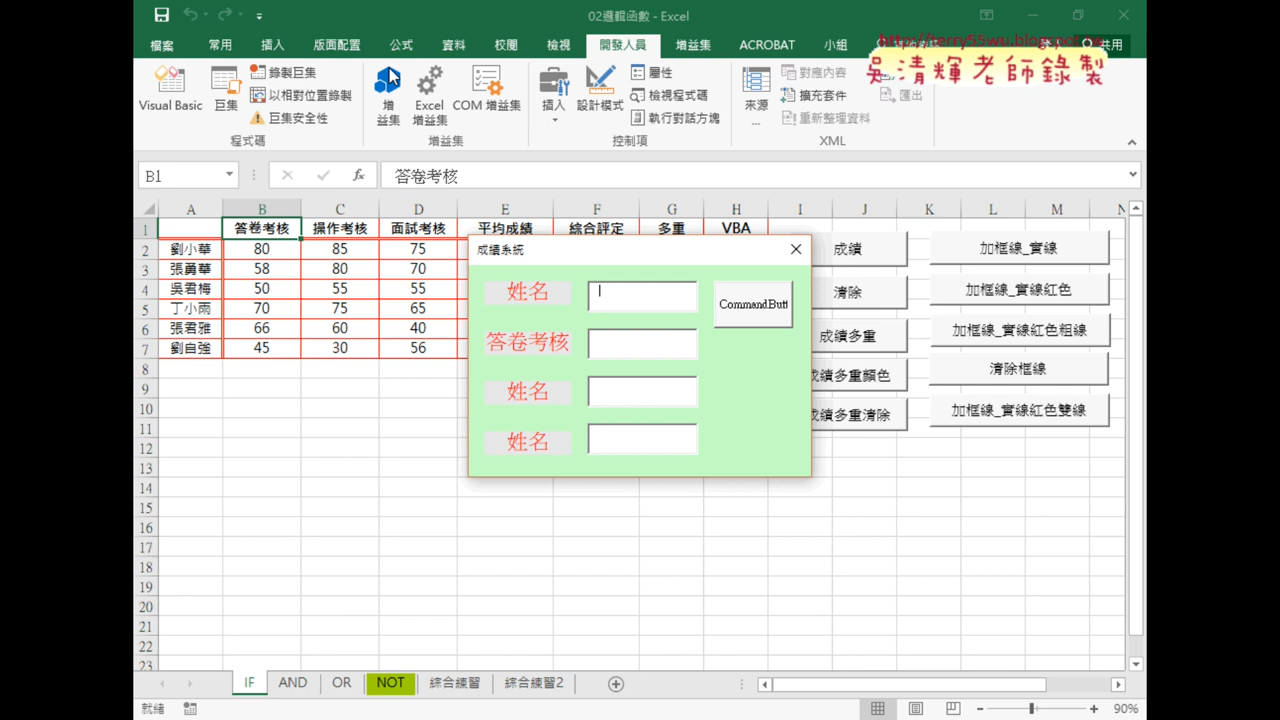 02邏輯函數 - Excel
http://terry55wu.blogspot.tw
吳清輝老師錄製
檔案 常用 插入 版面配置 公式 資料 校閱 檢視 開發人員 增益集 ACROBAT 小組 共用
Visual Basic
巨集
錄製巨集
以相對位置錄製
巨集安全性
程式碼
增益集
Excel 增益集
COM 增益集
增益集
插入
設計模式
屬性
檢視程式碼
執行對話方塊
控制項
來源...
對應內容
擴充套件
重新整理資料
匯出
XML
B1 fx 答卷考核
A B C D E F G H I J K L M N
1 答卷考核 操作考核 面試考核 平均成績 綜合評定 多重 VBA
2 劉小華 80 85 75
3 張勇華 58 80 70
4 吳君梅 50 55 55
5 丁小雨 70 75 65
6 張君雅 66 60 40
7 劉自強 45 30 56
8
9
10
11
12
13
14
15
16
17
18
19
20
21
22
23
成績系統
姓名
CommandButt
答卷考核
姓名
姓名
成績
清除
成績多重
成績多重顏色
成績多重清除
加框線_實線
加框線_實線紅色
加框線_實線紅色粗線
清除框線
加框線_實線紅色雙線
IF AND OR NOT 綜合練習 綜合練習2
就緒
90%